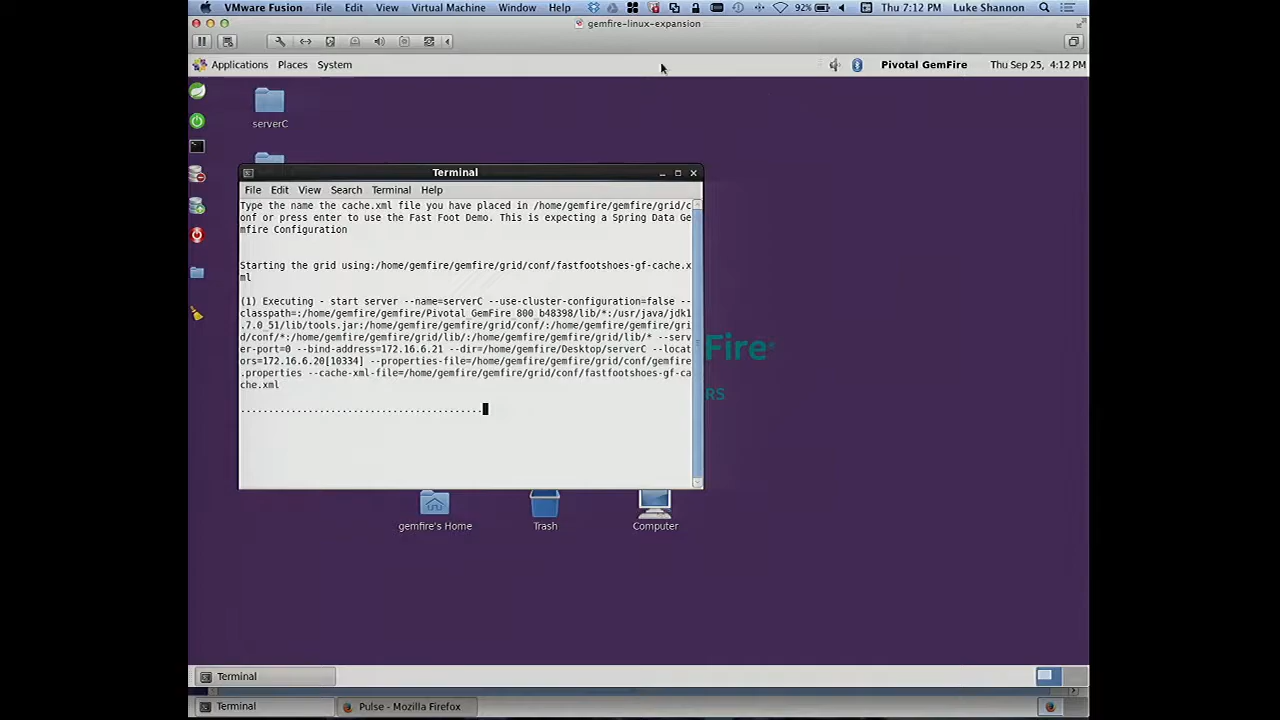 VMware Fusion File Edit View Virtual Machine Window Help 92% Thu 7:12 PM Luke Shannon
gemfire-linux-expansion
Applications Places System Pivotal GemFire Thu Sep 25, 4:12 PM
serverC
Terminal
File Edit View Search Terminal Help
Type the name the cache.xml file you have placed in /home/gemfire/gemfire/grid/c
onf or press enter to use the Fast Foot Demo. This is expecting a Spring Data Ge
mfire Configuration
Starting the grid using:/home/gemfire/gemfire/grid/conf/fastfootshoes-gf-cache.x
ml
(1) Executing - start server --name=serverC --use-cluster-configuration=false --
classpath=:/home/gemfire/gemfire/Pivotal_GemFire_800_b48398/lib/*:/usr/java/jdk1
.7.0_51/lib/tools.jar:/home/gemfire/gemfire/grid/conf/:/home/gemfire/gemfire/gri
d/conf/*:/home/gemfire/gemfire/grid/lib/:/home/gemfire/gemfire/grid/lib/* --serv
er-port=0 --bind-address=172.16.6.21 --dir=/home/gemfire/Desktop/serverC --locat
ors=172.16.6.20[10334] --properties-file=/home/gemfire/gemfire/grid/conf/gemfire
.properties --cache-xml-file=/home/gemfire/gemfire/grid/conf/fastfootshoes-gf-ca
che.xml
...........................................
Fire®
RS
gemfire's Home Trash Computer
Terminal
Terminal Pulse - Mozilla Firefox